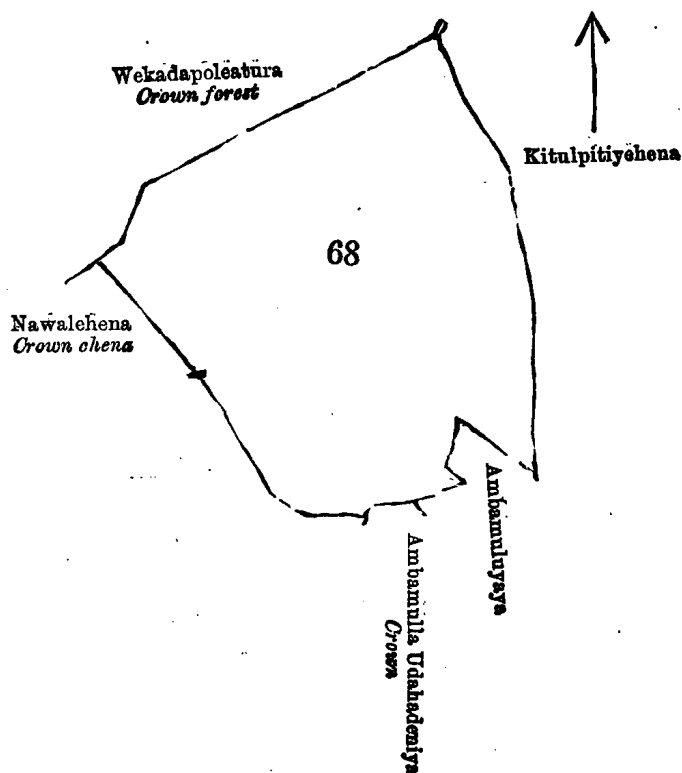 Wekadapoleatura
Crown forest
Kitulpitiyehena
68
Nawalehena
Crown chena
Ambamuluyaya
Ambamulla Udahadeniya
Crown